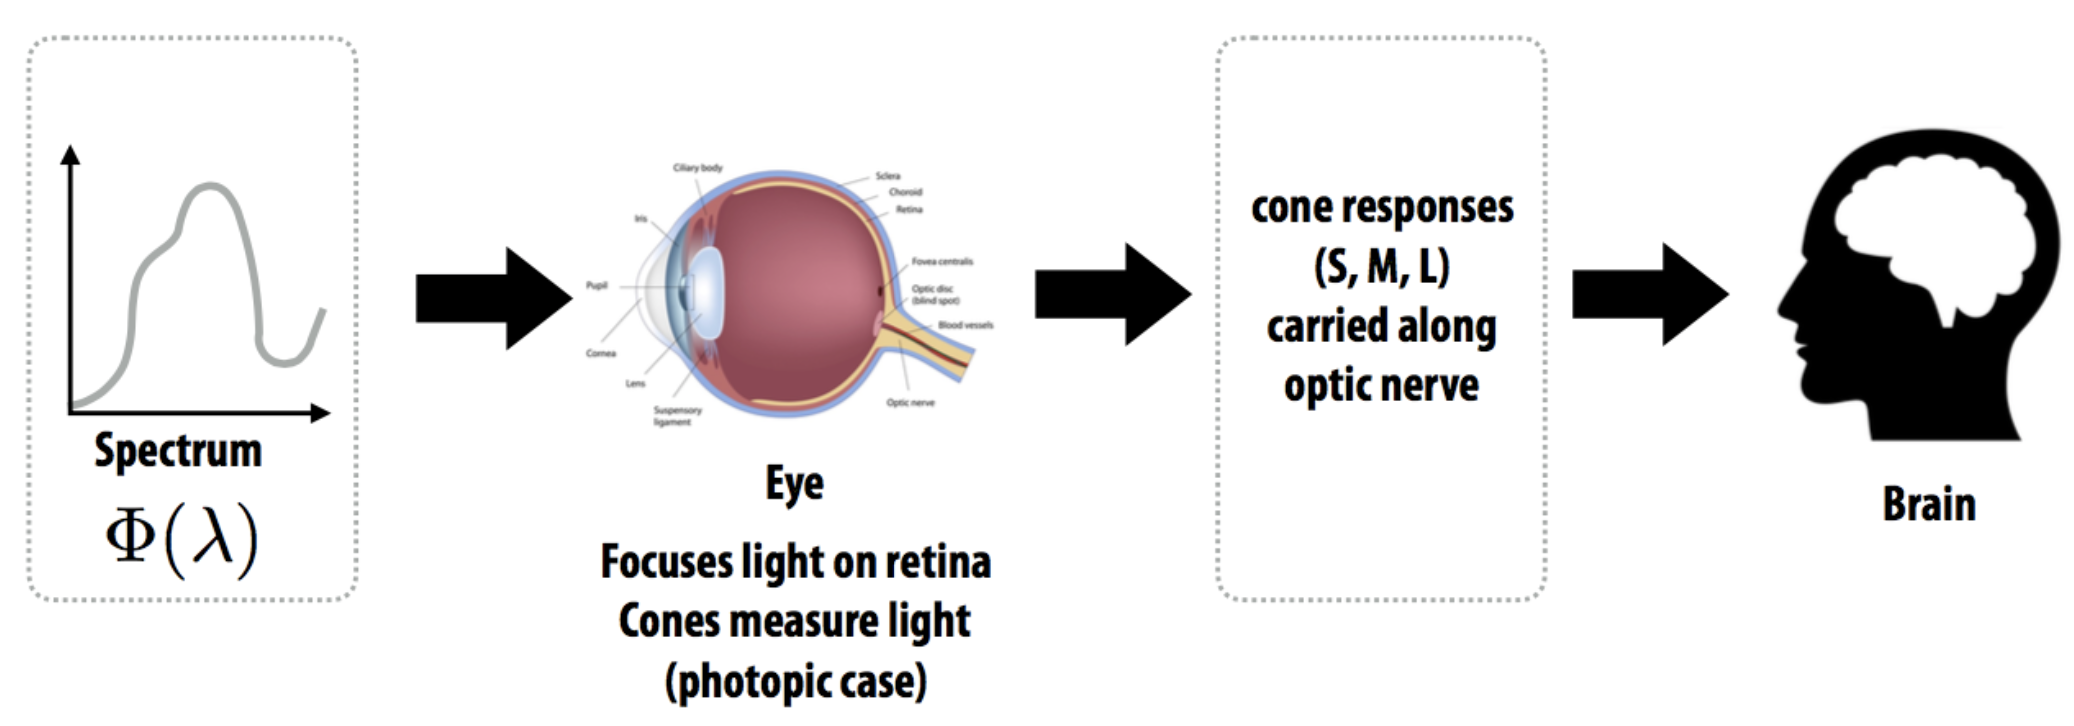 Spectrum
Φ(λ)
Ciliary body
Sclera
Choroid
Retina
Iris
Fovea centralis
Pupil
Optic disc
(blind spot)
Blood vessels
Cornea
Lens
Optic nerve
Suspensory
ligament
Eye
Focuses light on retina
Cones measure light
(photopic case)
cone responses
(S, M, L)
carried along
optic nerve
Brain